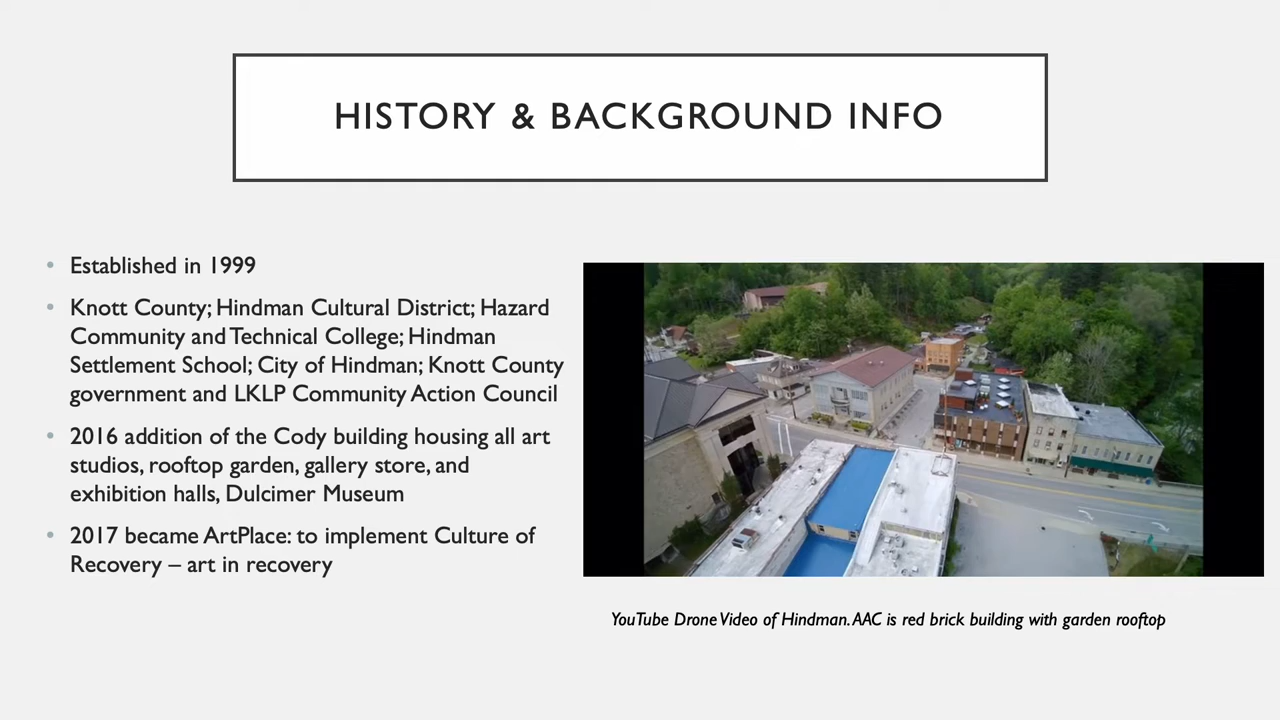 HISTORY & BACKGROUND INFO
• Established in 1999
• Knott County; Hindman Cultural District; Hazard
Community and Technical College; Hindman
Settlement School; City of Hindman; Knott County
government and LKLP Community Action Council
• 2016 addition of the Cody building housing all art
studios, rooftop garden, gallery store, and
exhibition halls, Dulcimer Museum
• 2017 became ArtPlace: to implement Culture of
Recovery – art in recovery
YouTube Drone Video of Hindman. AAC is red brick building with garden rooftop